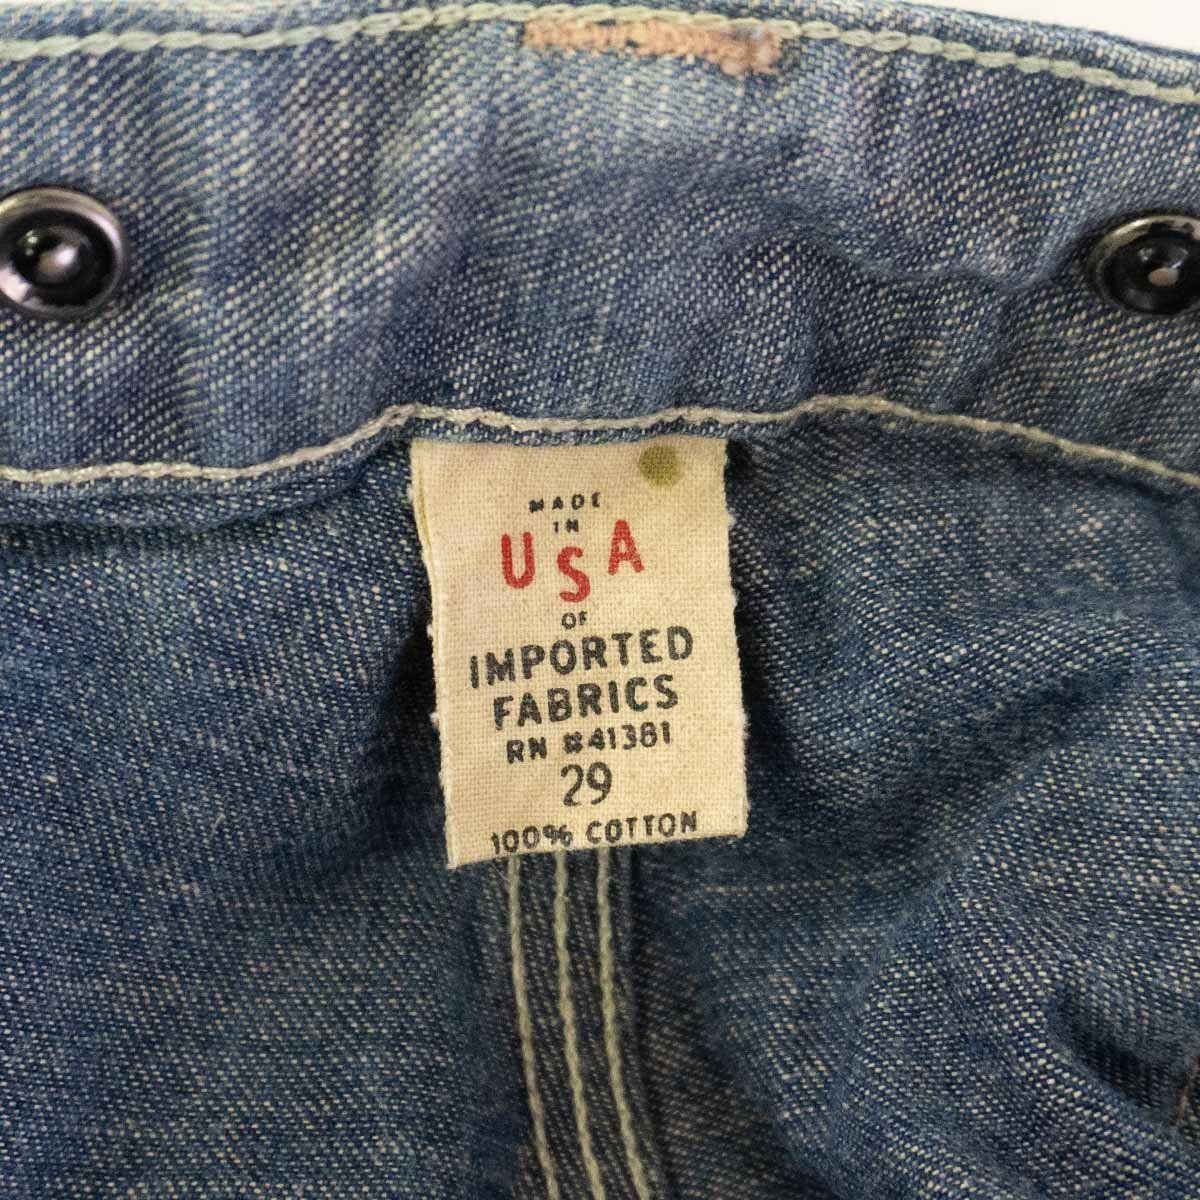 MADE
IN
USA
OF
IMPORTED
FABRICS
RN #41381
29
100% COTTON